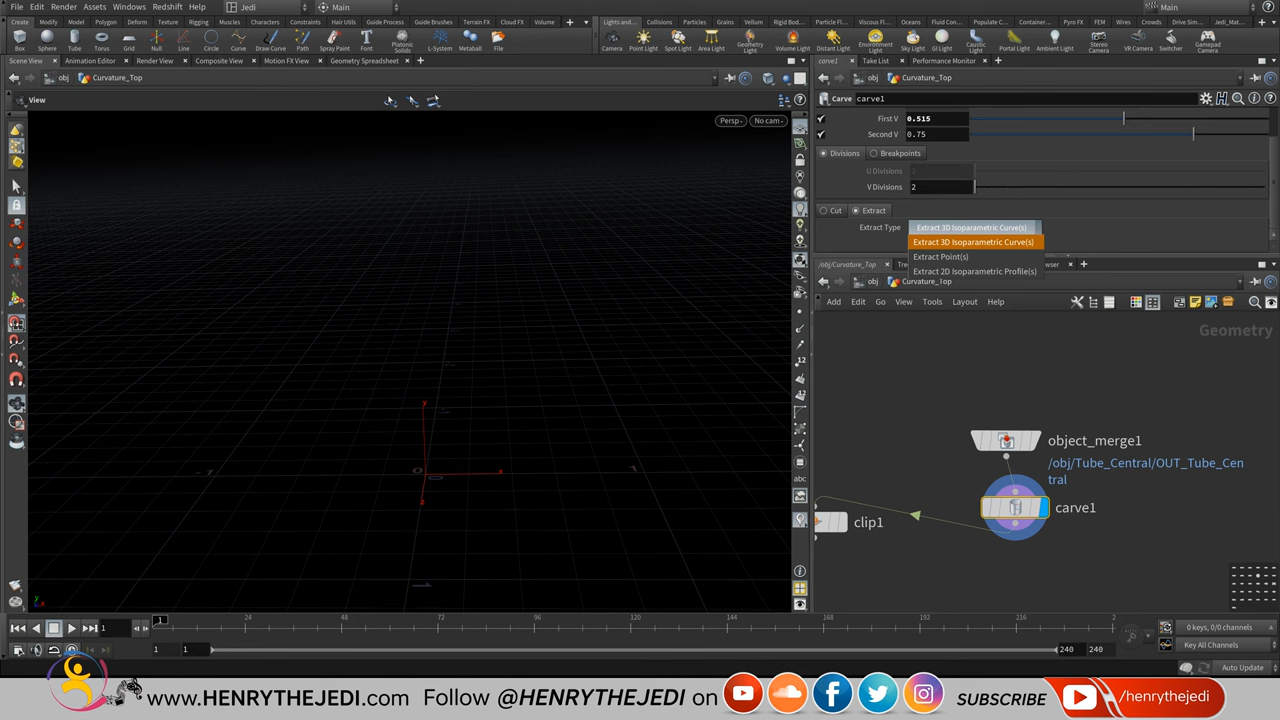 File Edit Render Assets Windows Redshift Help Jedi Main Main
Create Modify Model Polygon Deform Texture Rigging Muscles Characters Constraints Hair Utils Guide Process Guide Brushes Terrain FX Cloud FX Volume Lights and... Collisions Particles Grains Vellum Rigid Bod... Particle Fl... Viscous Fl... Oceans Fluid Con... Populate C... Container... Pyro FX FEM Wires Crowds Drive Sim... Jedi_Mat...
Box Sphere Tube Torus Grid Null Line Circle Curve Draw Curve Path Spray Paint Font Platonic Solids L-System Metaball File Camera Point Light Spot Light Area Light Geometry Light Volume Light Distant Light Environment Light Sky Light GI Light Caustic Light Portal Light Ambient Light Stereo Camera VR Camera Switcher Gamepad Camera
Scene View Animation Editor Render View Composite View Motion FX View Geometry Spreadsheet carve1 Take List Performance Monitor
obj Curvature_Top obj Curvature_Top
View Carve carve1
Persp No cam First V 0.515
Second V 0.75
Divisions Breakpoints
U Divisions 2
V Divisions 2
Cut Extract
Extract Type Extract 3D Isoparametric Curve(s)
Extract 3D Isoparametric Curve(s)
Extract Point(s)
Extract 2D Isoparametric Profile(s)
/obj/Curvature_Top Tre owser
obj Curvature_Top
Add Edit Go View Tools Layout Help
Geometry
object_merge1
/obj/Tube_Central/OUT_Tube_Cen
tral
carve1
clip1
y
x
z
0
1 24 48 72 96 120 144 168 192 216 2
1 0 keys, 0/0 channels
1 1 240 240 Key All Channels
Auto Update
www.HENRYTHEJEDI.com Follow @HENRYTHEJEDI on SUBSCRIBE /henrythejedi